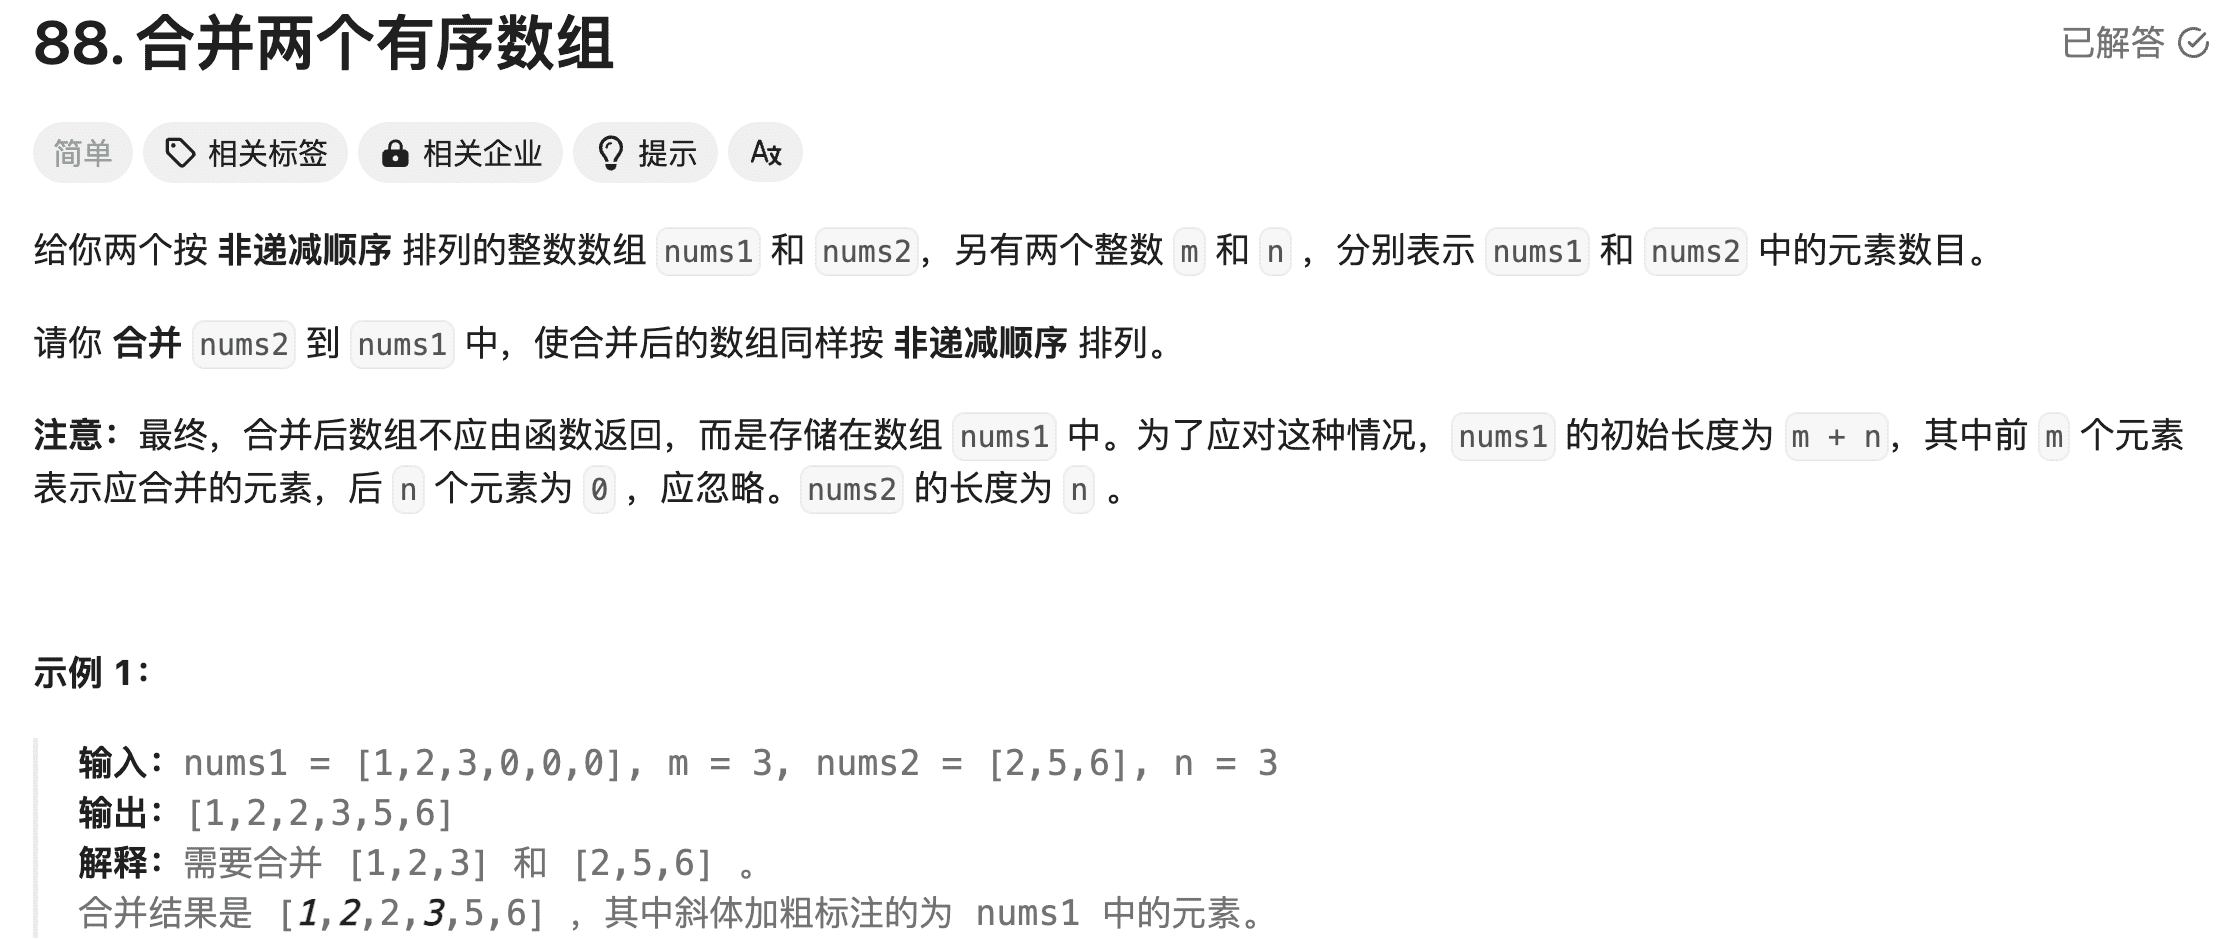 88. 合并两个有序数组
已解答
简单 相关标签 相关企业 提示
给你两个按 非递减顺序 排列的整数数组 nums1 和 nums2，另有两个整数 m 和 n ，分别表示 nums1 和 nums2 中的元素数目。
请你 合并 nums2 到 nums1 中，使合并后的数组同样按 非递减顺序 排列。
注意：最终，合并后数组不应由函数返回，而是存储在数组 nums1 中。为了应对这种情况，nums1 的初始长度为 m + n，其中前 m 个元素
表示应合并的元素，后 n 个元素为 0 ，应忽略。nums2 的长度为 n 。
示例 1：
输入：nums1 = [1,2,3,0,0,0], m = 3, nums2 = [2,5,6], n = 3
输出：[1,2,2,3,5,6]
解释：需要合并 [1,2,3] 和 [2,5,6] 。
合并结果是 [1,2,2,3,5,6] ，其中斜体加粗标注的为 nums1 中的元素。